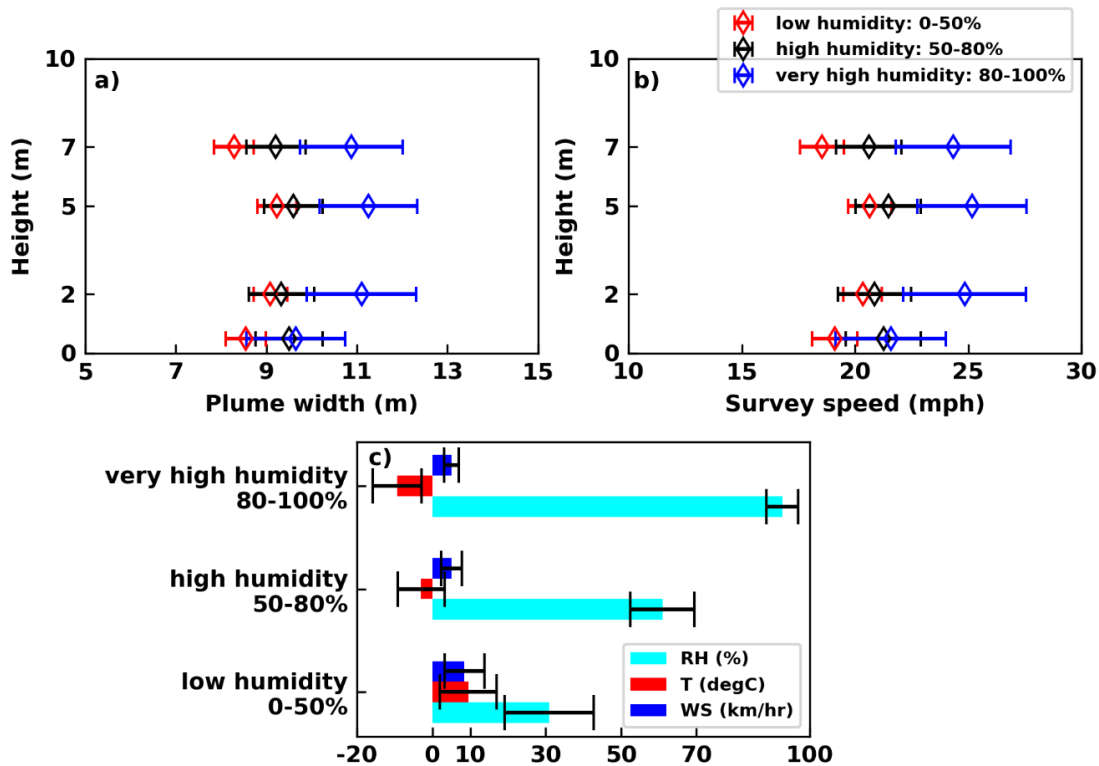 low humidity: 0-50%
high humidity: 50-80%
very high humidity: 80-100%
a)
10
7
5
2
0
Height (m)
5 7 9 11 13 15
Plume width (m)
b)
10
7
5
2
0
Height (m)
10 15 20 25 30
Survey speed (mph)
c)
very high humidity
80-100%
high humidity
50-80%
low humidity
0-50%
RH (%)
T (degC)
WS (km/hr)
-20 0 10 30 50 70 100